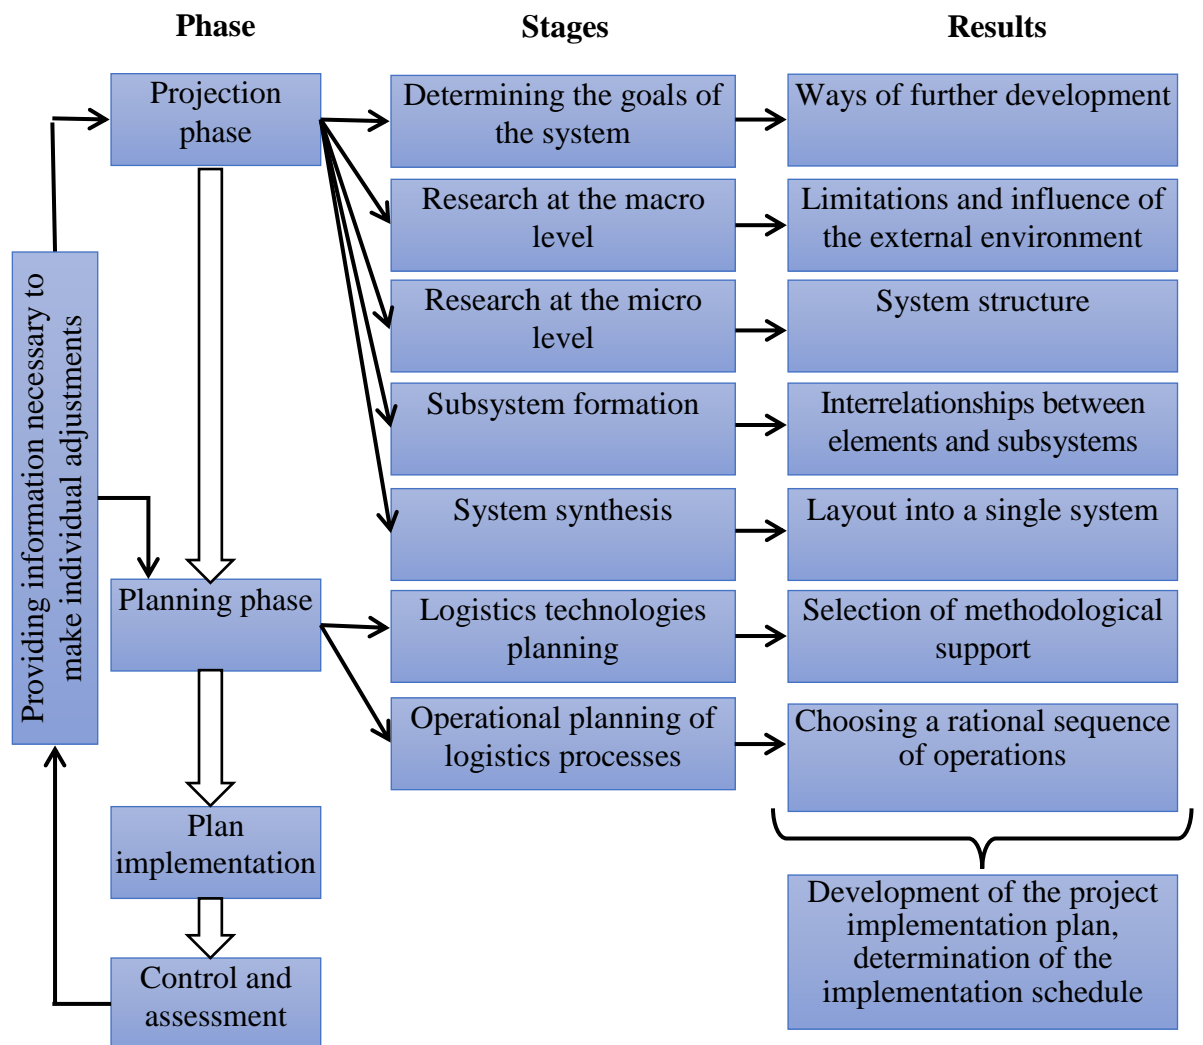 Phase
Stages
Results
Projection
phase
Determining the goals of
the system
Ways of further development
Research at the macro
level
Limitations and influence of
the external environment
Research at the micro
level
System structure
Subsystem formation
Interrelationships between
elements and subsystems
System synthesis
Layout into a single system
Providing information necessary to
make individual adjustments
Planning phase
Logistics technologies
planning
Selection of methodological
support
Operational planning of
logistics processes
Choosing a rational sequence
of operations
Plan
implementation
Development of the project
implementation plan,
determination of the
implementation schedule
Control and
assessment